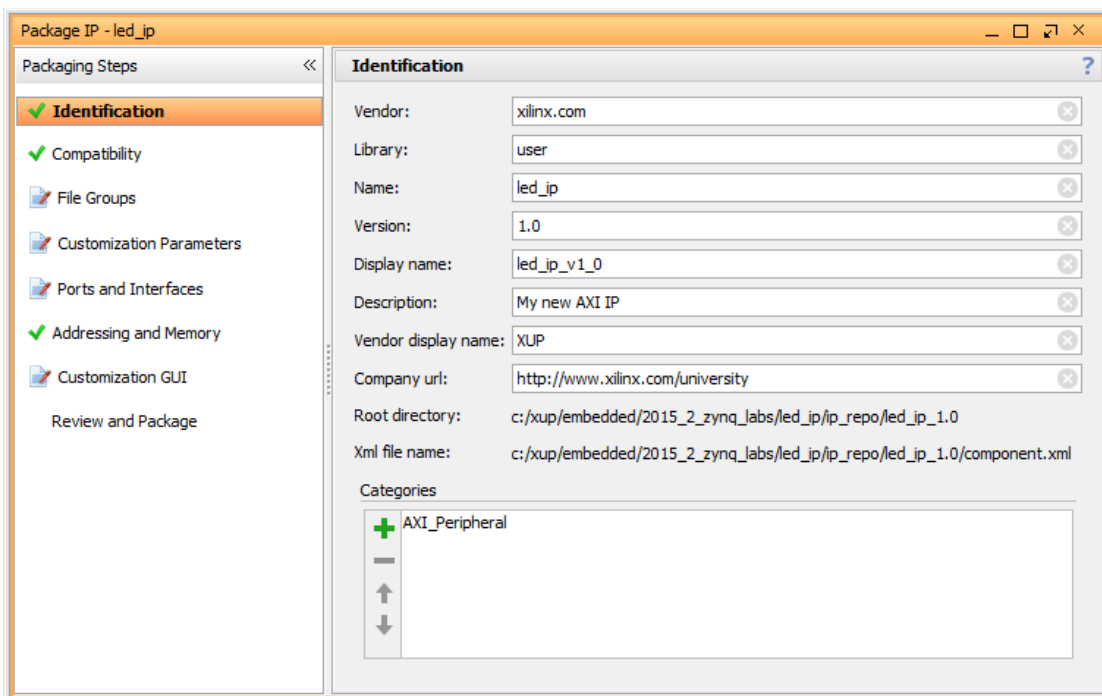 Package IP - led_ip
Packaging Steps «
Identification
Compatibility
File Groups
Customization Parameters
Ports and Interfaces
Addressing and Memory
Customization GUI
Review and Package
Identification ?
Vendor: xilinx.com
Library: user
Name: led_ip
Version: 1.0
Display name: led_ip_v1_0
Description: My new AXI IP
Vendor display name: XUP
Company url: http://www.xilinx.com/university
Root directory: c:/xup/embedded/2015_2_zynq_labs/led_ip/ip_repo/led_ip_1.0
Xml file name: c:/xup/embedded/2015_2_zynq_labs/led_ip/ip_repo/led_ip_1.0/component.xml
Categories
AXI_Peripheral